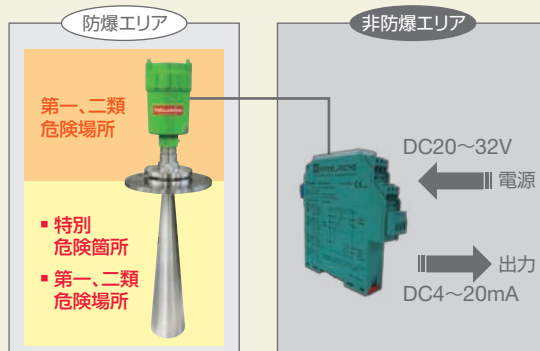 防爆エリア
非防爆エリア
第一、二類
危険場所
▪ 特別
危険箇所
▪ 第一、二類
危険場所
DC20～32V
電源
出力
DC4～20mA